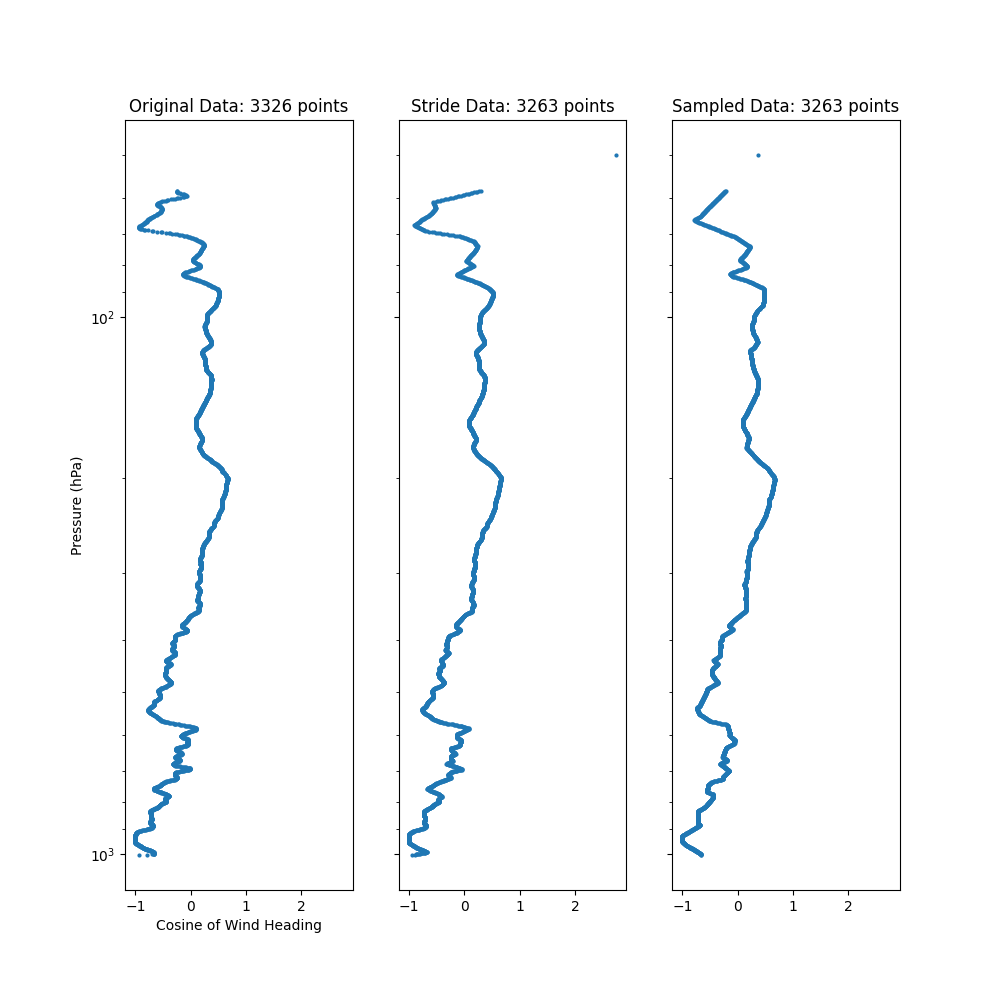 Original Data: 3326 points
Stride Data: 3263 points
Sampled Data: 3263 points
Pressure (hPa)
10²
10³
−1 0 1 2
−1 0 1 2
−1 0 1 2
Cosine of Wind Heading